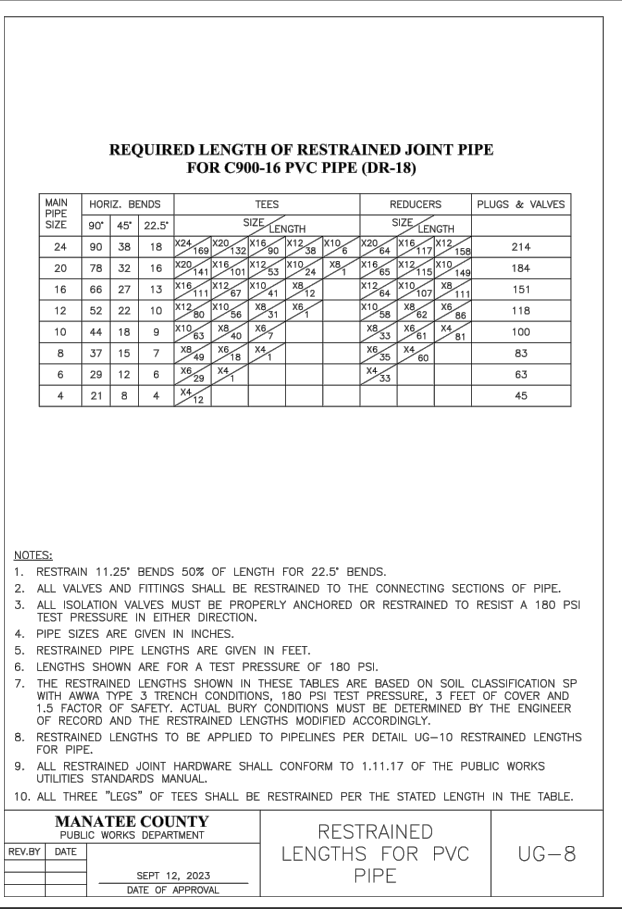 REQUIRED LENGTH OF RESTRAINED JOINT PIPE
FOR C900-16 PVC PIPE (DR-18)
MAIN PIPE SIZE HORIZ. BENDS TEES REDUCERS PLUGS & VALVES
90° 45° 22.5° SIZE LENGTH SIZE LENGTH
24 90 38 18 X24 169 X20 132 X16 90 X12 38 X10 6 X20 64 X16 117 X12 158 214
20 78 32 16 X20 141 X16 101 X12 53 X10 24 X8 1 X16 65 X12 115 X10 149 184
16 66 27 13 X16 111 X12 67 X10 41 X8 12 X12 64 X10 107 X8 111 151
12 52 22 10 X12 80 X10 56 X8 31 X6 1 X10 58 X8 62 X6 86 118
10 44 18 9 X10 63 X8 40 X6 7 X8 33 X6 61 X4 81 100
8 37 15 7 X8 49 X6 18 X4 1 X6 35 X4 60 83
6 29 12 6 X6 29 X4 1 X4 33 63
4 21 8 4 X4 12 45
NOTES:
1. RESTRAIN 11.25° BENDS 50% OF LENGTH FOR 22.5° BENDS.
2. ALL VALVES AND FITTINGS SHALL BE RESTRAINED TO THE CONNECTING SECTIONS OF PIPE.
3. ALL ISOLATION VALVES MUST BE PROPERLY ANCHORED OR RESTRAINED TO RESIST A 180 PSI
TEST PRESSURE IN EITHER DIRECTION.
4. PIPE SIZES ARE GIVEN IN INCHES.
5. RESTRAINED PIPE LENGTHS ARE GIVEN IN FEET.
6. LENGTHS SHOWN ARE FOR A TEST PRESSURE OF 180 PSI.
7. THE RESTRAINED LENGTHS SHOWN IN THESE TABLES ARE BASED ON SOIL CLASSIFICATION SP
WITH AWWA TYPE 3 TRENCH CONDITIONS, 180 PSI TEST PRESSURE, 3 FEET OF COVER AND
1.5 FACTOR OF SAFETY. ACTUAL BURY CONDITIONS MUST BE DETERMINED BY THE ENGINEER
OF RECORD AND THE RESTRAINED LENGTHS MODIFIED ACCORDINGLY.
8. RESTRAINED LENGTHS TO BE APPLIED TO PIPELINES PER DETAIL UG-10 RESTRAINED LENGTHS
FOR PIPE.
9. ALL RESTRAINED JOINT HARDWARE SHALL CONFORM TO 1.11.17 OF THE PUBLIC WORKS
UTILITIES STANDARDS MANUAL.
10. ALL THREE "LEGS" OF TEES SHALL BE RESTRAINED PER THE STATED LENGTH IN THE TABLE.
MANATEE COUNTY
PUBLIC WORKS DEPARTMENT
REV.BY DATE
SEPT 12, 2023
DATE OF APPROVAL
RESTRAINED
LENGTHS FOR PVC
PIPE
UG-8